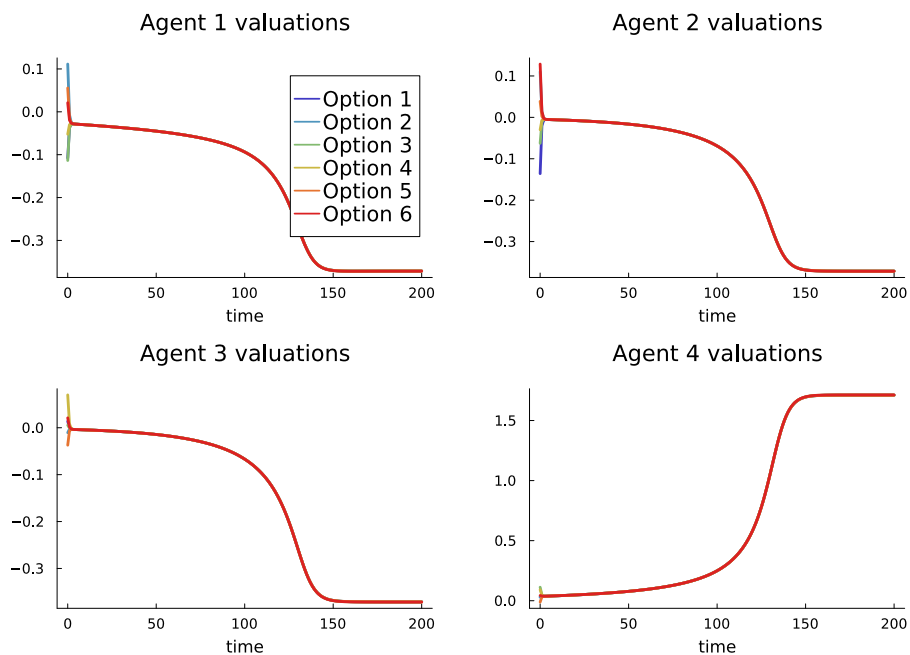 Agent 1 valuations
0.1
0.0
−0.1
−0.2
−0.3
0
50
100
150
200
time
Option 1
Option 2
Option 3
Option 4
Option 5
Option 6
Agent 2 valuations
0.1
0.0
−0.1
−0.2
−0.3
0
50
100
150
200
time
Agent 3 valuations
0.0
−0.1
−0.2
−0.3
0
50
100
150
200
time
Agent 4 valuations
1.5
1.0
0.5
0.0
0
50
100
150
200
time